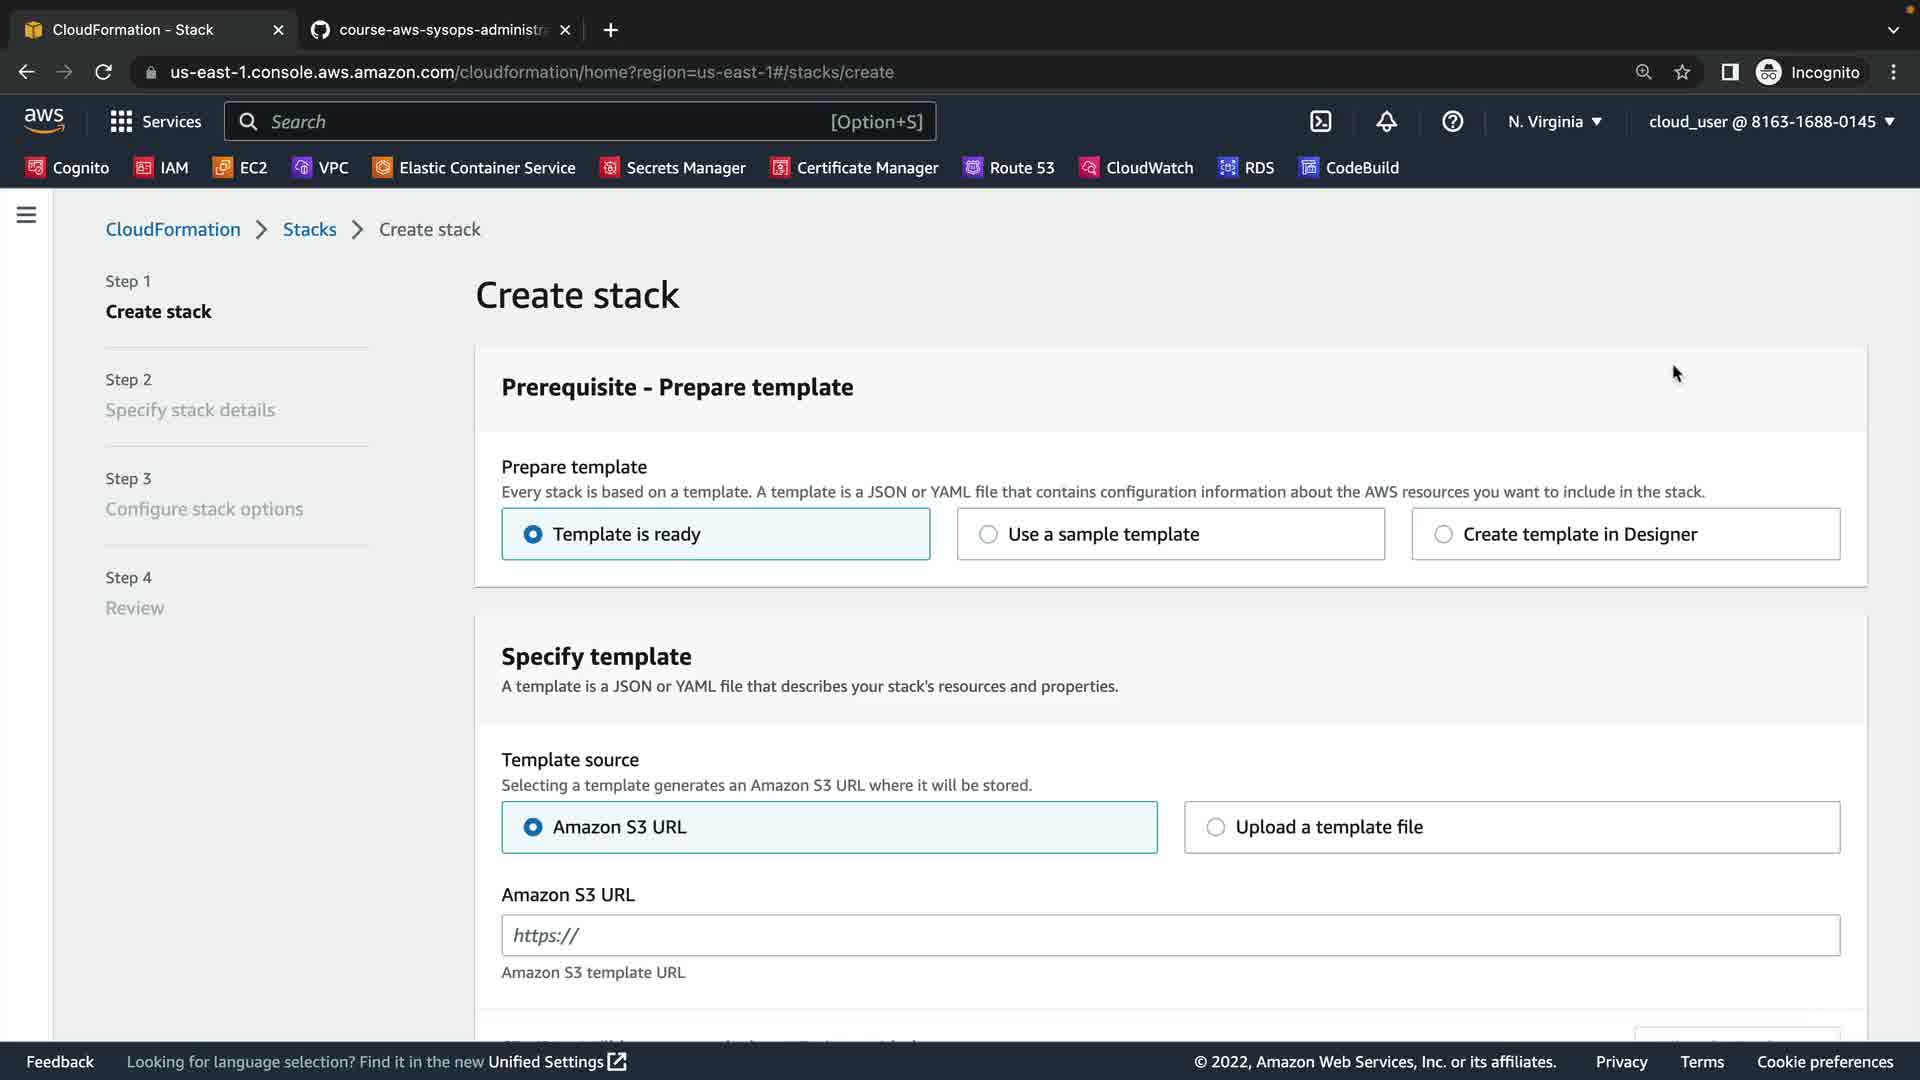 CloudFormation - Stack
course-aws-sysops-administr
us-east-1.console.aws.amazon.com/cloudformation/home?region=us-east-1#/stacks/create
Incognito
aws
Services
Search
[Option+S]
N. Virginia
cloud_user @ 8163-1688-0145
Cognito
IAM
EC2
VPC
Elastic Container Service
Secrets Manager
Certificate Manager
Route 53
CloudWatch
RDS
CodeBuild
CloudFormation
Stacks
Create stack
Step 1
Create stack
Step 2
Specify stack details
Step 3
Configure stack options
Step 4
Review
Create stack
Prerequisite - Prepare template
Prepare template
Every stack is based on a template. A template is a JSON or YAML file that contains configuration information about the AWS resources you want to include in the stack.
Template is ready
Use a sample template
Create template in Designer
Specify template
A template is a JSON or YAML file that describes your stack's resources and properties.
Template source
Selecting a template generates an Amazon S3 URL where it will be stored.
Amazon S3 URL
Upload a template file
Amazon S3 URL
https://
Amazon S3 template URL
Feedback
Looking for language selection? Find it in the new Unified Settings
© 2022, Amazon Web Services, Inc. or its affiliates.
Privacy
Terms
Cookie preferences